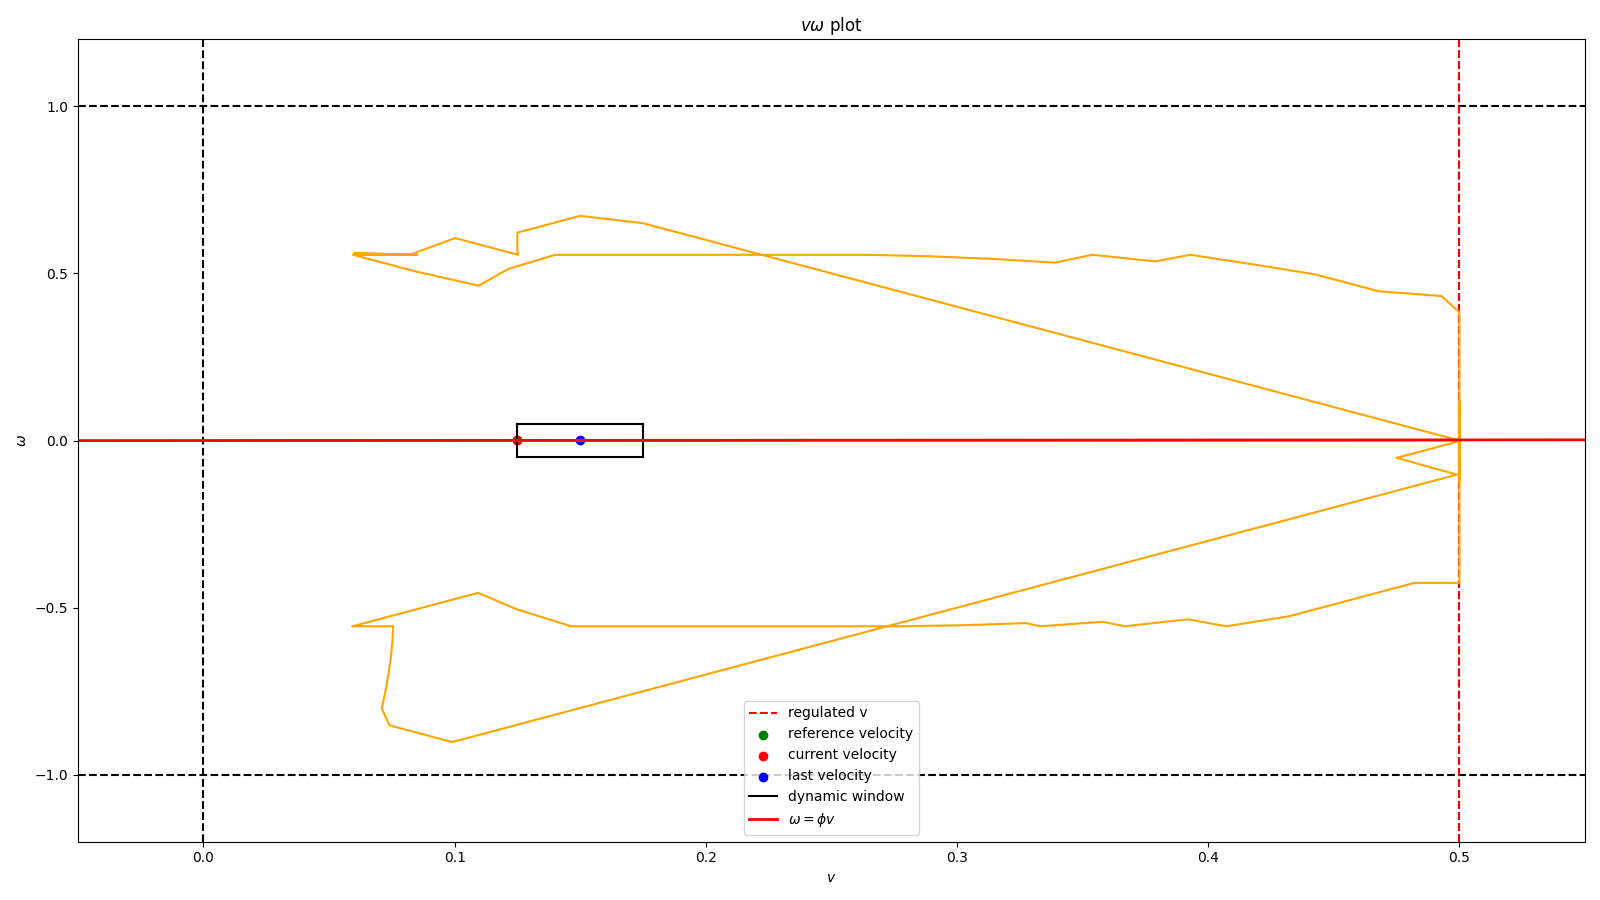 vω plot
1.0
0.5
0.0
−0.5
−1.0
ω
0.0 0.1 0.2 0.3 0.4 0.5
v
regulated v
reference velocity
current velocity
last velocity
dynamic window
ω = ϕv